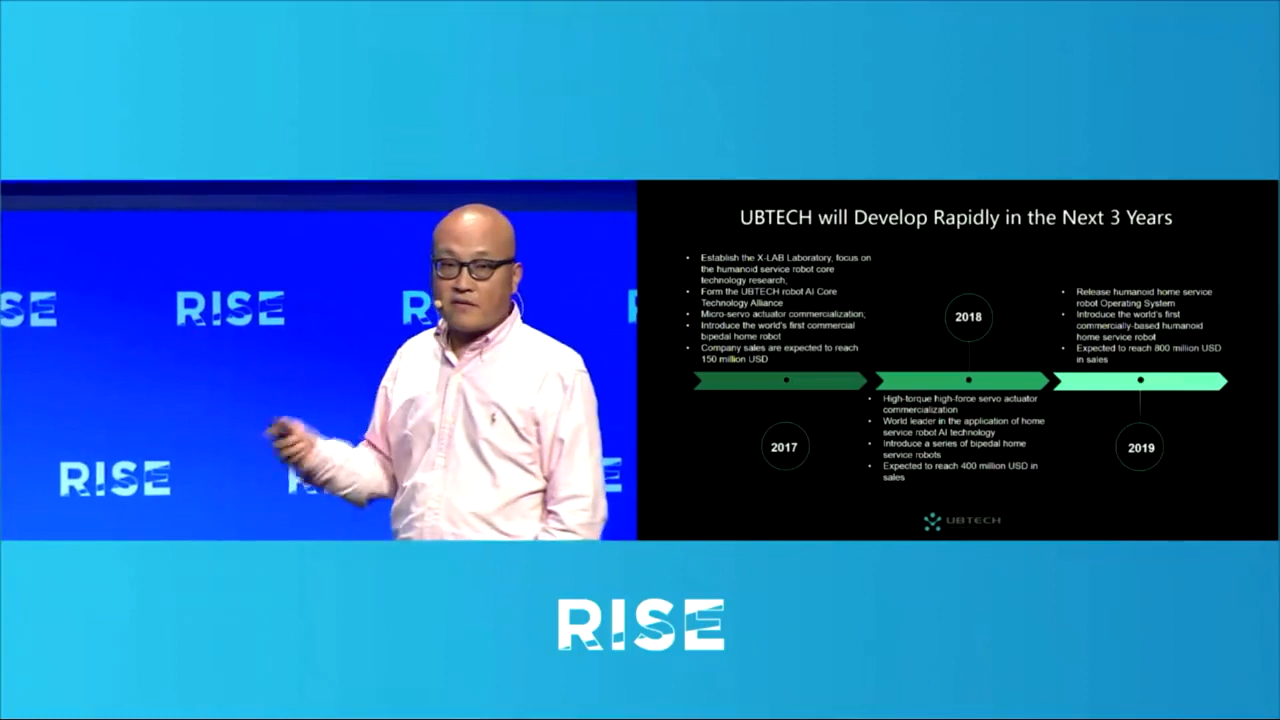 SE
RISE
R
RISE
R
E
UBTECH will Develop Rapidly in the Next 3 Years
• Establish the X-LAB Laboratory, focus on
the humanoid service robot core
technology research,
• Form the UBTECH robot AI Core
Technology Alliance
• Micro-servo actuator commercialization;
• Introduce the world's first commercial
bipedal home robot
• Company sales are expected to reach
150 million USD
2017
2018
• High-torque high-force servo actuator
commercialization
• World leader in the application of home
service robot AI technology
• Introduce a series of bipedal home
service robots
• Expected to reach 400 million USD in
sales
• Release humanoid home service
robot Operating System
• Introduce the world's first
commercially-based humanoid
home service robot
• Expected to reach 800 million USD
in sales
2019
UBTECH
RISE